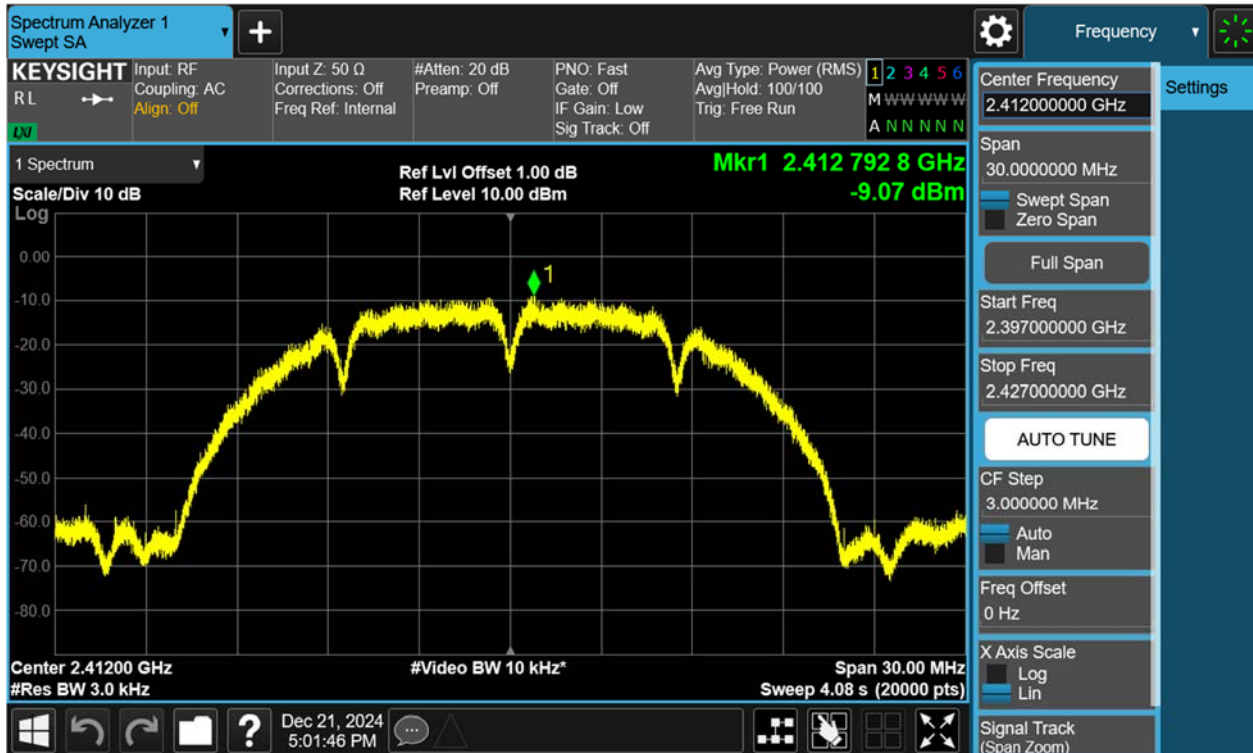 Spectrum Analyzer 1
Swept SA
+
Frequency
KEYSIGHT
RL
LXI
Input: RF
Coupling: AC
Align: Off
Input Z: 50 Ω
Corrections: Off
Freq Ref: Internal
#Atten: 20 dB
Preamp: Off
PNO: Fast
Gate: Off
IF Gain: Low
Sig Track: Off
Avg Type: Power (RMS)
Avg|Hold: 100/100
Trig: Free Run
1 2 3 4 5 6
M W W W W W W
A N N N N N
1 Spectrum
Scale/Div 10 dB
Log
Ref Lvl Offset 1.00 dB
Ref Level 10.00 dBm
Mkr1 2.412 792 8 GHz
-9.07 dBm
1
0.00
-10.0
-20.0
-30.0
-40.0
-50.0
-60.0
-70.0
-80.0
Center 2.41200 GHz
#Video BW 10 kHz*
Span 30.00 MHz
#Res BW 3.0 kHz
Sweep 4.08 s (20000 pts)
Center Frequency
2.412000000 GHz
Settings
Span
30.0000000 MHz
Swept Span
Zero Span
Full Span
Start Freq
2.397000000 GHz
Stop Freq
2.427000000 GHz
AUTO TUNE
CF Step
3.000000 MHz
Auto
Man
Freq Offset
0 Hz
X Axis Scale
Log
Lin
Signal Track
(Span Zoom)
?
Dec 21, 2024
5:01:46 PM